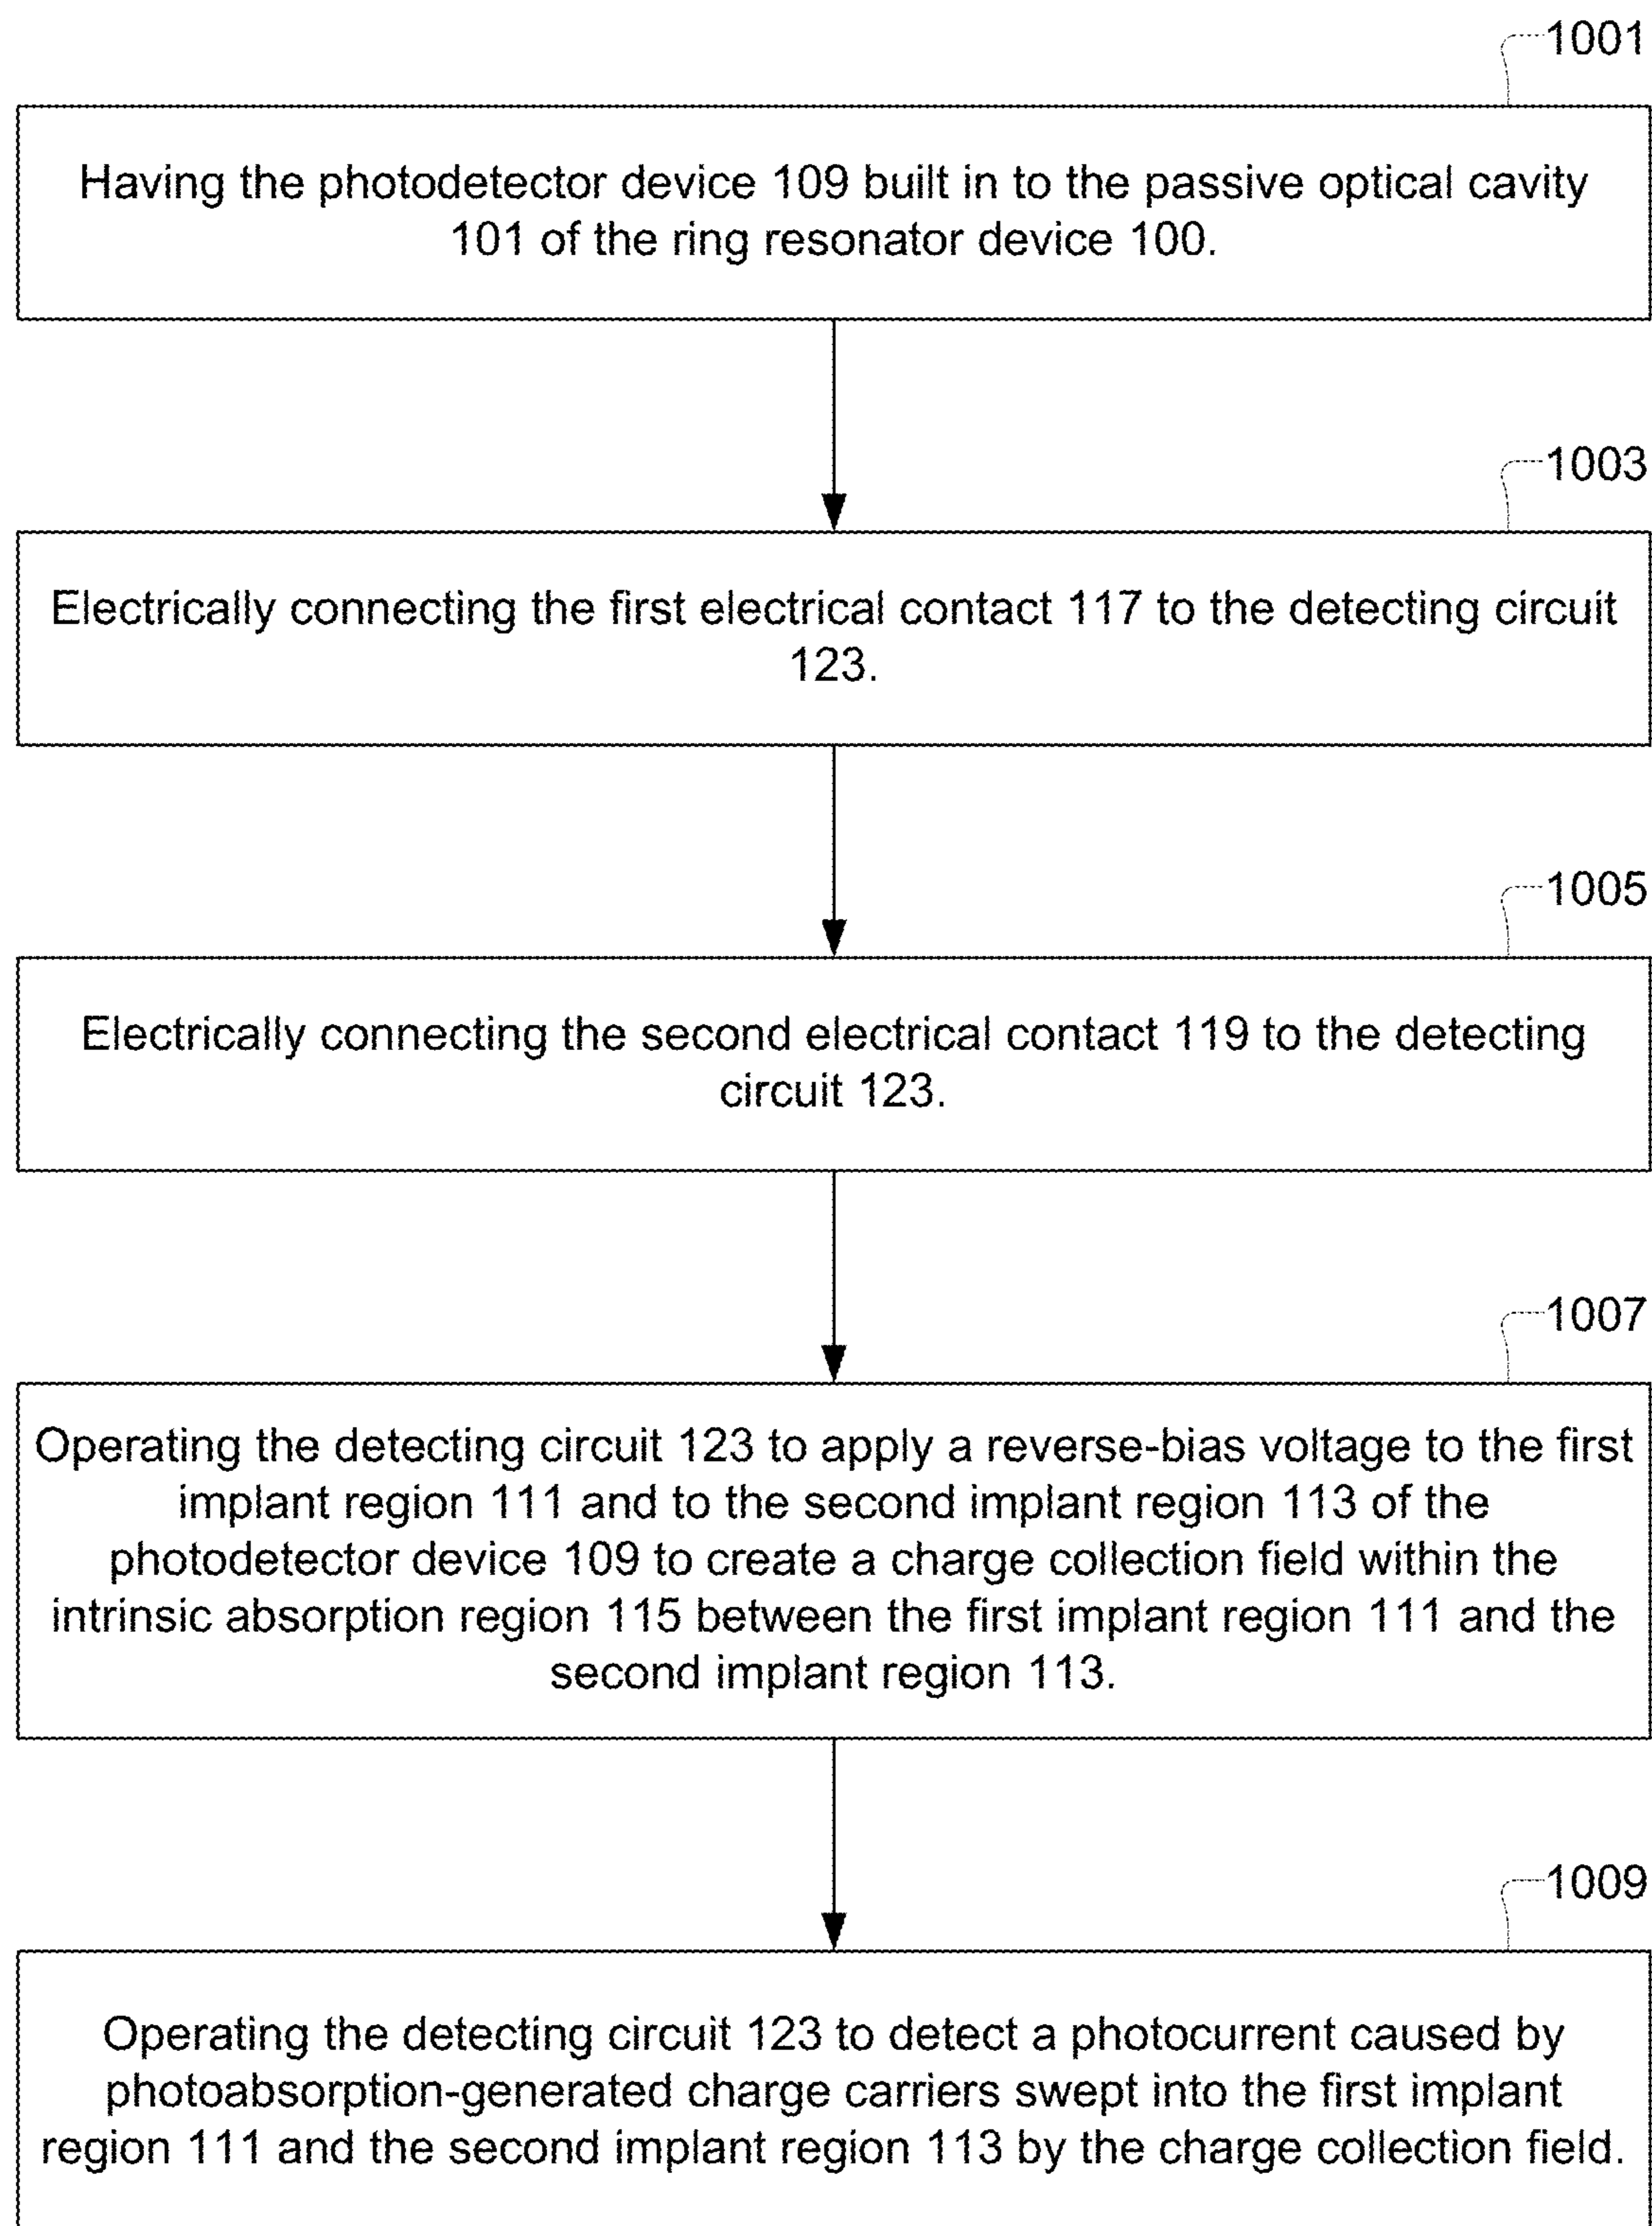 1001
Having the photodetector device 109 built in to the passive optical cavity
101 of the ring resonator device 100.
1003
Electrically connecting the first electrical contact 117 to the detecting circuit
123.
1005
Electrically connecting the second electrical contact 119 to the detecting
circuit 123.
1007
Operating the detecting circuit 123 to apply a reverse-bias voltage to the first
implant region 111 and to the second implant region 113 of the
photodetector device 109 to create a charge collection field within the
intrinsic absorption region 115 between the first implant region 111 and the
second implant region 113.
1009
Operating the detecting circuit 123 to detect a photocurrent caused by
photoabsorption-generated charge carriers swept into the first implant
region 111 and the second implant region 113 by the charge collection field.